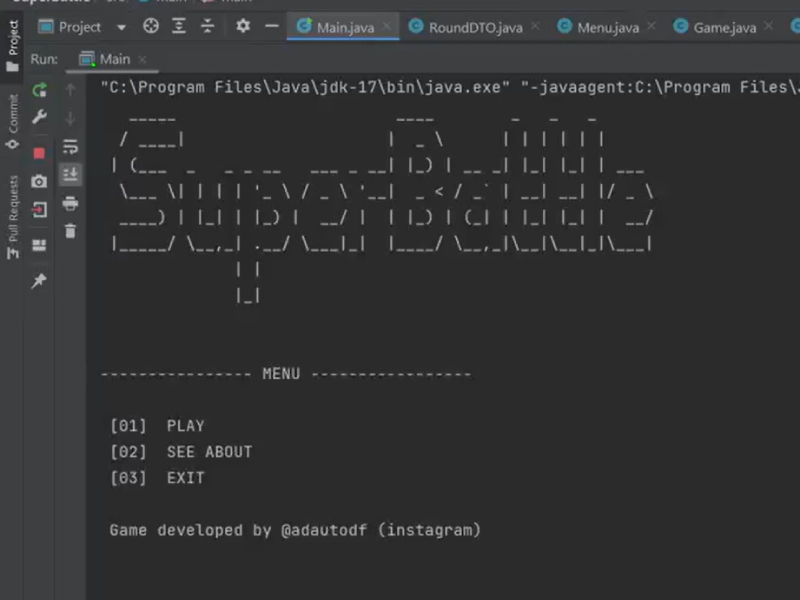 Project
Main.java
RoundDTO.java
Menu.java
Game.java
Run:
Main
Project
Commit
Pull Requests
"C:\Program Files\Java\jdk-17\bin\java.exe" "-javaagent:C:\Program Files\J
SuperBattle
---------------- MENU -----------------
[01] PLAY
[02] SEE ABOUT
[03] EXIT
Game developed by @adautodf (instagram)